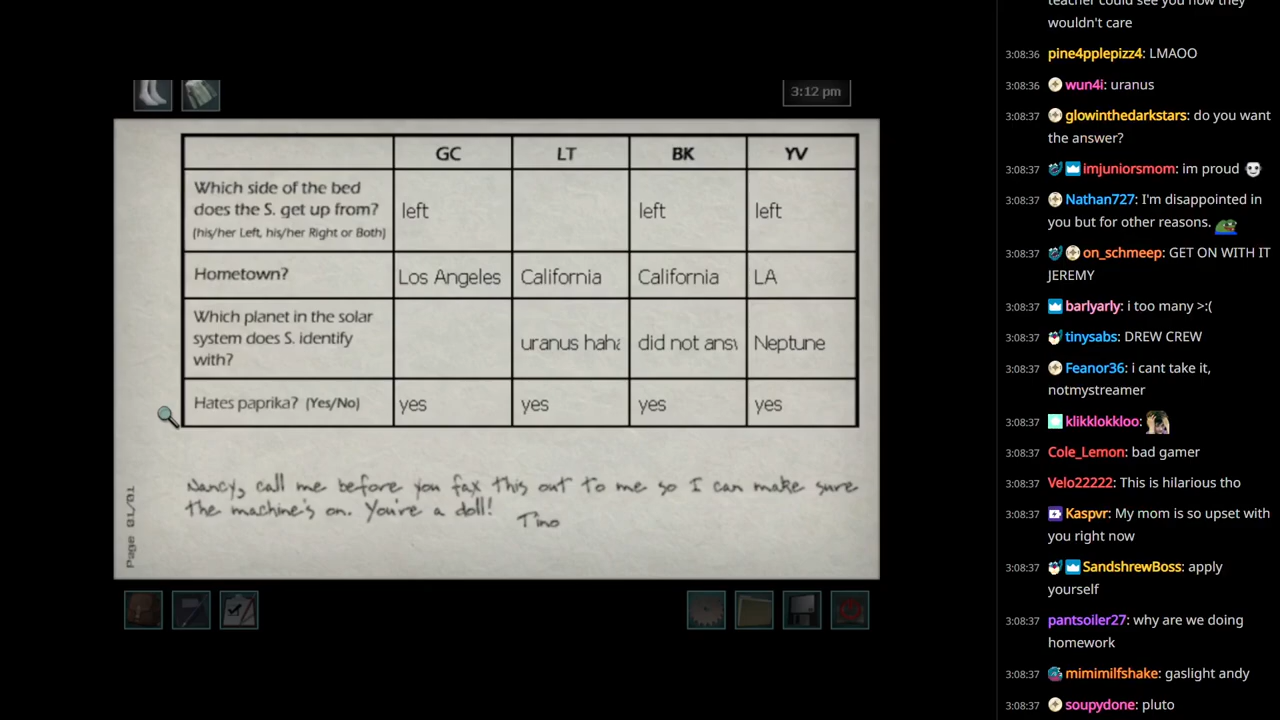 3:12 pm
GC LT BK YV
Which side of the bed
does the S. get up from?
(his/her Left, his/her Right or Both)
left left left
Hometown?
Los Angeles California California LA
Which planet in the solar
system does S. identify
with?
uranus haha did not ansv Neptune
Hates paprika? (Yes/No)
yes yes yes yes
Nancy, call me before you fax this out to me so I can make sure
the machine's on. You're a doll!
Tino
Page 01/01
teacher could see you now they
wouldn't care
3:08:36 pine4pplepizz4: LMAOO
3:08:36 wun4i: uranus
3:08:37 glowinthedarkstars: do you want
the answer?
3:08:37 imjuniorsmom: im proud
3:08:37 Nathan727: I'm disappointed in
you but for other reasons.
3:08:37 on_schmeep: GET ON WITH IT
JEREMY
3:08:37 barlyarly: i too many >:(
3:08:37 tinysabs: DREW CREW
3:08:37 Feanor36: i cant take it,
notmystreamer
3:08:37 klikklokkloo:
3:08:37 Cole_Lemon: bad gamer
3:08:37 Velo22222: This is hilarious tho
3:08:37 Kaspvr: My mom is so upset with
you right now
3:08:37 SandshrewBoss: apply
yourself
3:08:37 pantsoiler27: why are we doing
homework
3:08:37 mimimilfshake: gaslight andy
3:08:37 soupydone: pluto